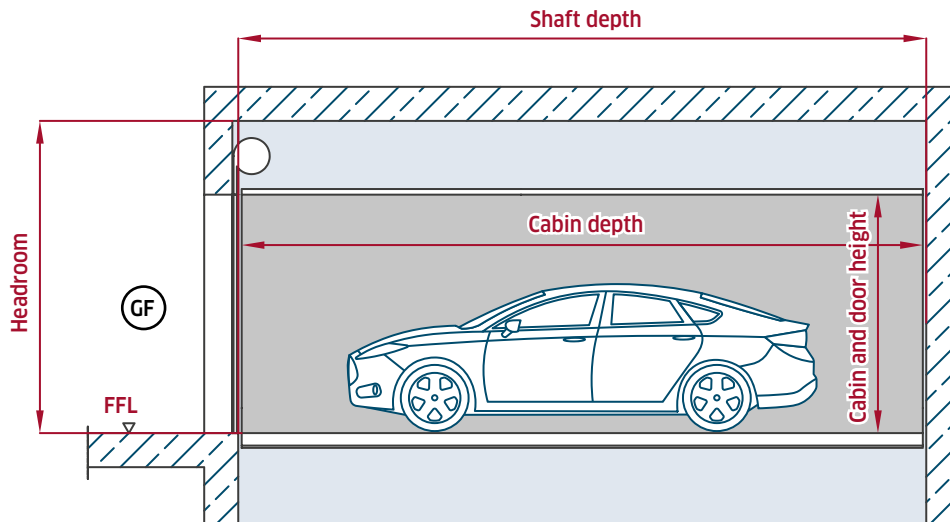 Shaft depth
Cabin depth
Headroom
Cabin and door height
GF
FFL